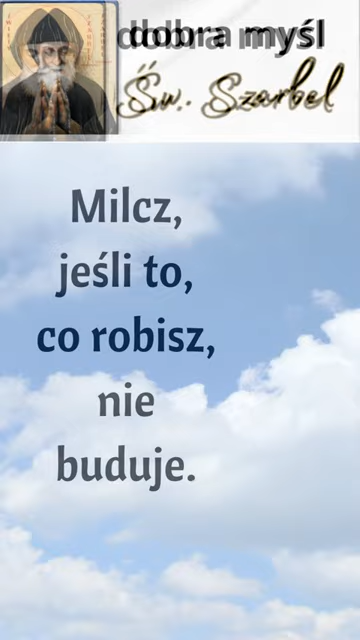 dobra myśl
Św. Szarbel
Milcz,
jeśli to,
co robisz,
nie
buduje.